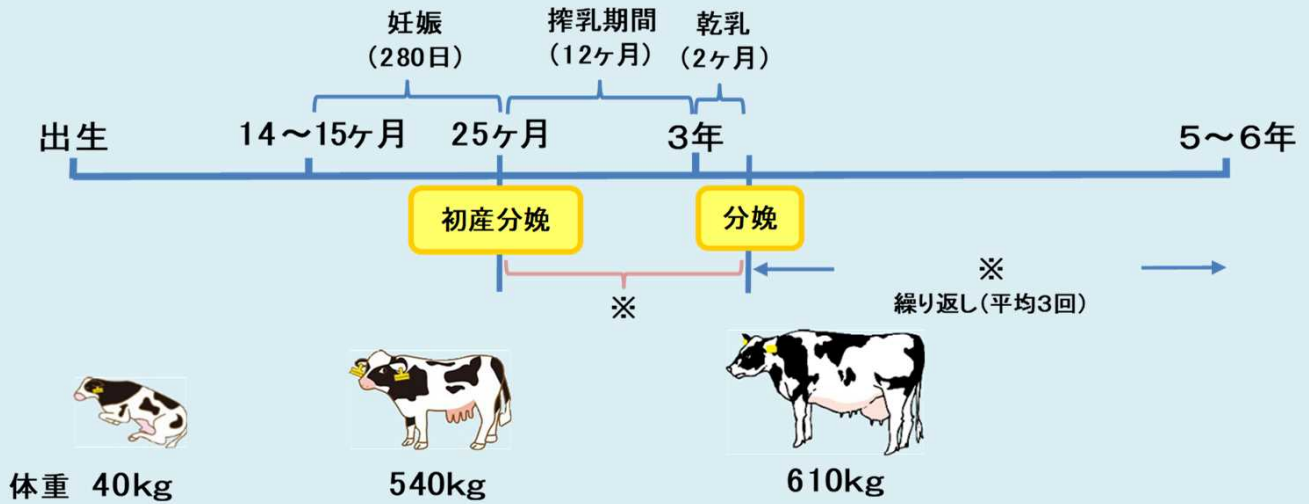 妊娠
(280日)
搾乳期間
(12ヶ月)
乾乳
(2ヶ月)
出生
14~15ヶ月
25ヶ月
3年
5~6年
初産分娩
分娩
※
※
繰り返し(平均3回)
体重 40kg
540kg
610kg